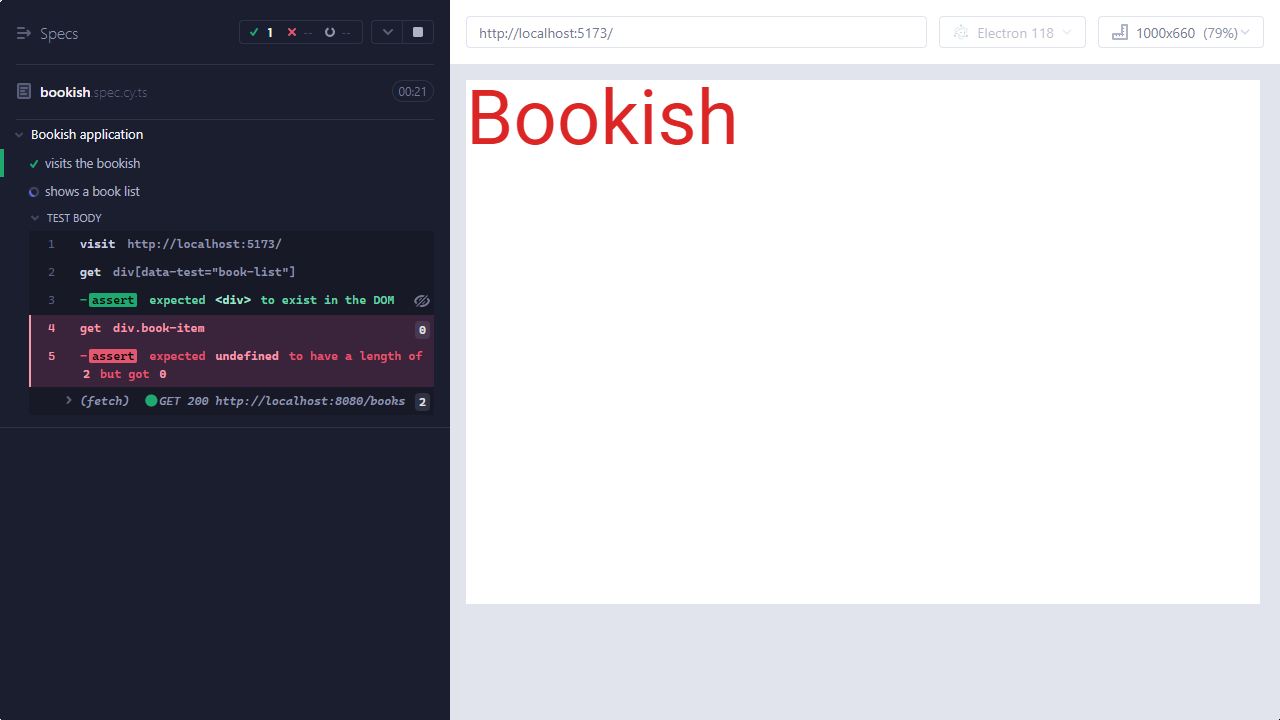 Specs
1 -- --
bookish.spec.cy.ts
00:21
Bookish application
visits the bookish
shows a book list
TEST BODY
1 visit http://localhost:5173/
2 get div[data-test="book-list"]
3 -assert expected <div> to exist in the DOM
4 get div.book-item 0
5 -assert expected undefined to have a length of
2 but got 0
(fetch) GET 200 http://localhost:8080/books 2
http://localhost:5173/
Electron 118
1000x660 (79%)
Bookish